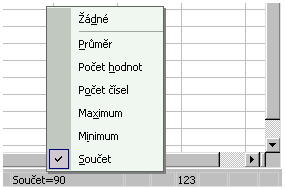 Žádné
Průměr
Počet hodnot
Počet čísel
Maximum
Minimum
Součet
Součet=90 123